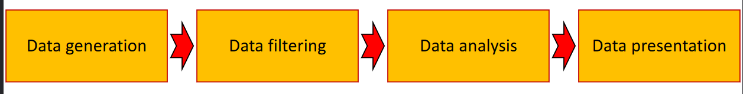 Data generation
Data filtering
Data analysis
Data presentation